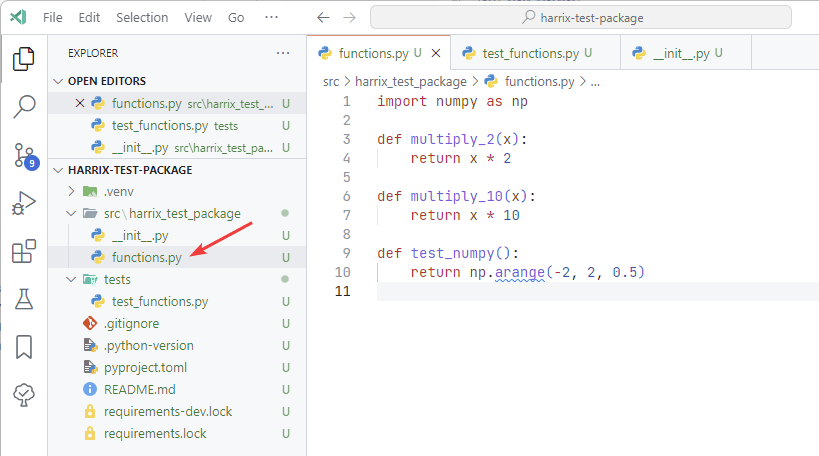 File Edit Selection View Go ···
harrix-test-package
EXPLORER ···
OPEN EDITORS
functions.py src\harrix_test_... U
test_functions.py tests U
__init__.py src\harrix_test_pa... U
HARRIX-TEST-PACKAGE
.venv
src\harrix_test_package
__init__.py U
functions.py U
tests
test_functions.py U
.gitignore U
.python-version U
pyproject.toml U
README.md U
requirements-dev.lock U
requirements.lock U
9
functions.py U test_functions.py U __init__.py U
src > harrix_test_package > functions.py > ...
1 import numpy as np
2
3 def multiply_2(x):
4 return x * 2
5
6 def multiply_10(x):
7 return x * 10
8
9 def test_numpy():
10 return np.arange(-2, 2, 0.5)
11